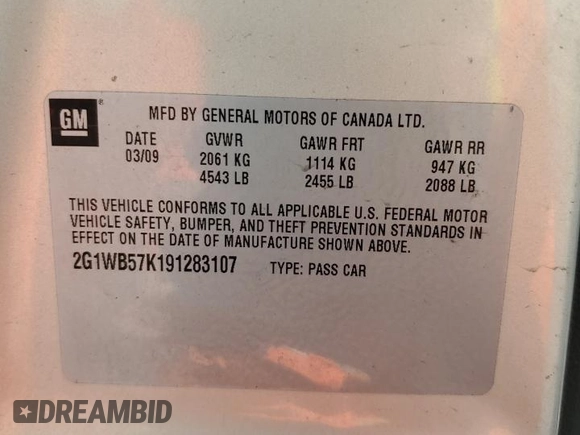 GM ®
MFD BY GENERAL MOTORS OF CANADA LTD.
DATE GVWR GAWR FRT GAWR RR
03/09 2061 KG 1114 KG 947 KG
4543 LB 2455 LB 2088 LB
THIS VEHICLE CONFORMS TO ALL APPLICABLE U.S. FEDERAL MOTOR
VEHICLE SAFETY, BUMPER, AND THEFT PREVENTION STANDARDS IN
EFFECT ON THE DATE OF MANUFACTURE SHOWN ABOVE.
2G1WB57K191283107 TYPE: PASS CAR
DREAMBID